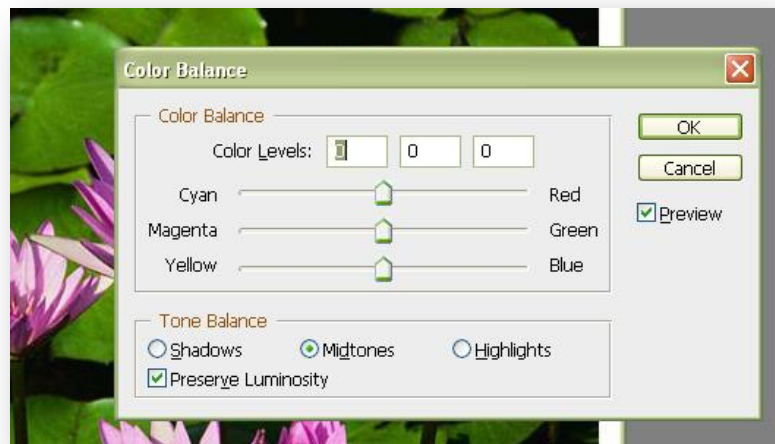 Color Balance
Color Balance
Color Levels: 0 0 0
Cyan Red
Magenta Green
Yellow Blue
Tone Balance
Shadows Midtones Highlights
Preserve Luminosity
OK
Cancel
Preview